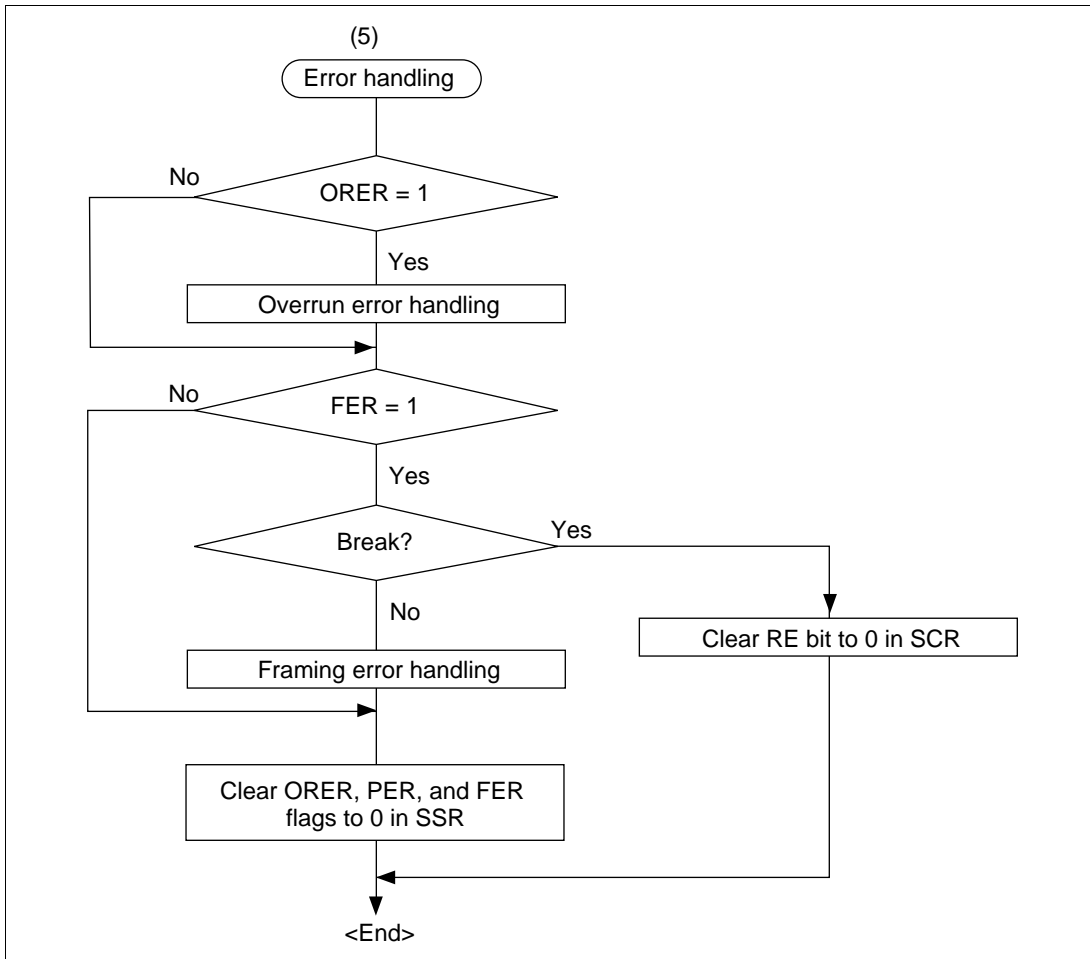 (5)
Error handling
No
ORER = 1
Yes
Overrun error handling
No
FER = 1
Yes
Break?
Yes
No
Clear RE bit to 0 in SCR
Framing error handling
Clear ORER, PER, and FER
flags to 0 in SSR
<End>